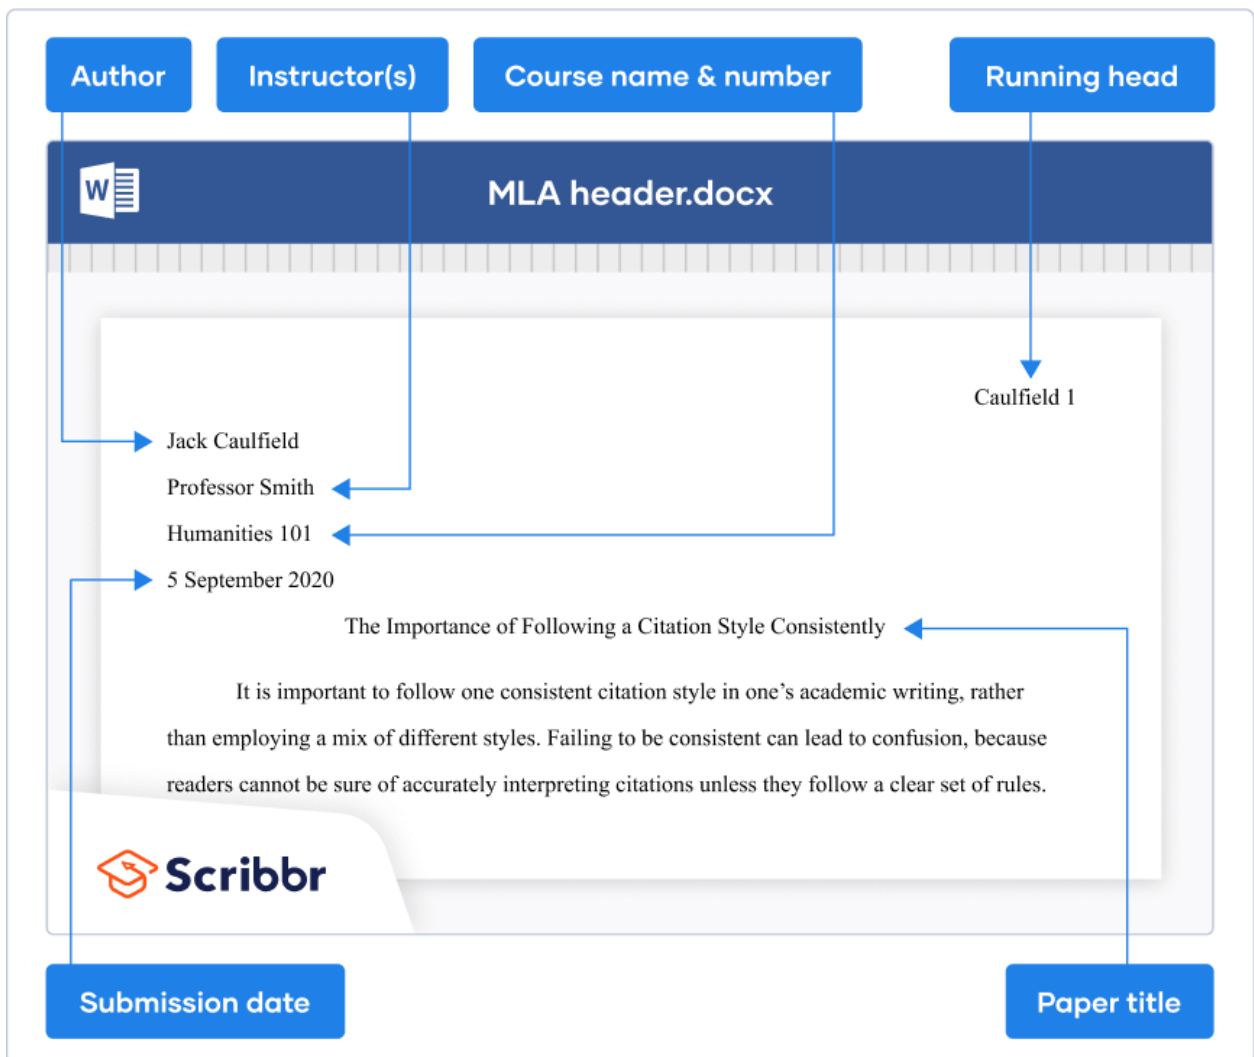 Author
Instructor(s)
Course name & number
Running head
W
MLA header.docx
Caulfield 1
Jack Caulfield
Professor Smith
Humanities 101
5 September 2020
The Importance of Following a Citation Style Consistently
It is important to follow one consistent citation style in one’s academic writing, rather
than employing a mix of different styles. Failing to be consistent can lead to confusion, because
readers cannot be sure of accurately interpreting citations unless they follow a clear set of rules.
Scribbr
Submission date
Paper title